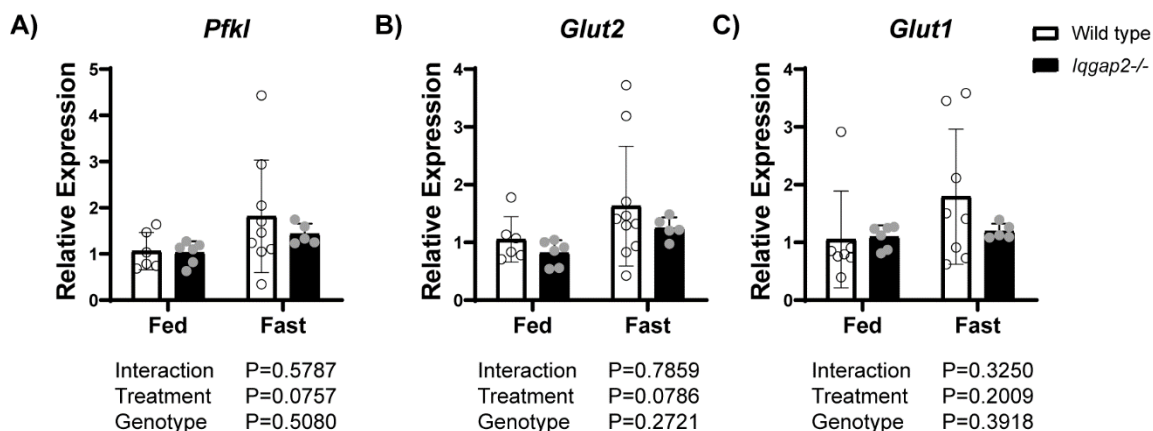 A) Pfkl
Relative Expression
5
4
3
2
1
0
Fed Fast
Interaction P=0.5787
Treatment P=0.0757
Genotype P=0.5080
B) Glut2
Relative Expression
4
3
2
1
0
Fed Fast
Interaction P=0.7859
Treatment P=0.0786
Genotype P=0.2721
C) Glut1
Relative Expression
4
3
2
1
0
Fed Fast
Interaction P=0.3250
Treatment P=0.2009
Genotype P=0.3918
Wild type
Iqgap2-/-